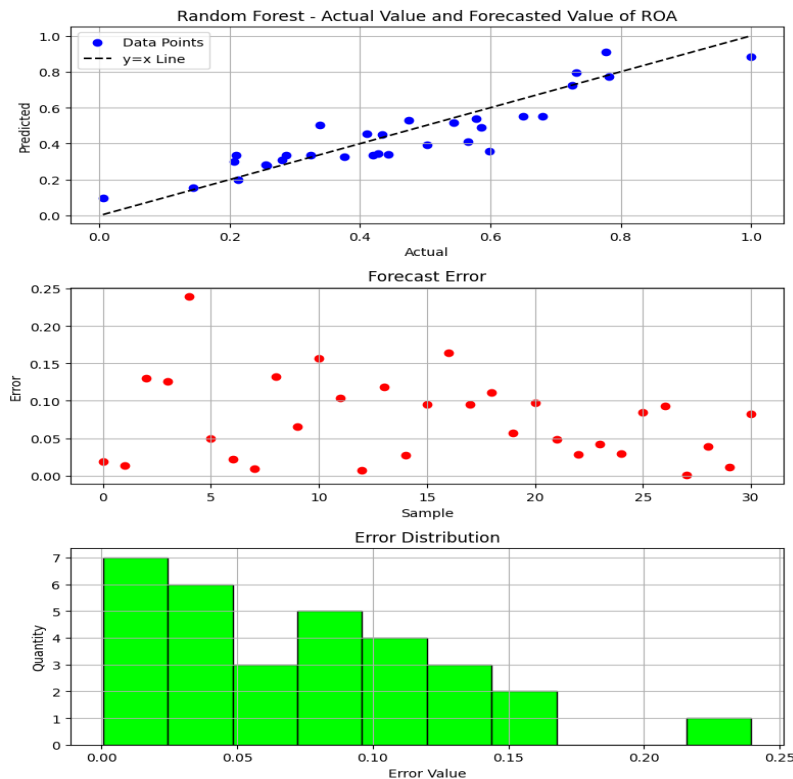 Random Forest - Actual Value and Forecasted Value of ROA
1.0
0.8
0.6
0.4
0.2
0.0
Predicted
Data Points
y=x Line
0.0 0.2 0.4 0.6 0.8 1.0
Actual
Forecast Error
0.25
0.20
0.15
0.10
0.05
0.00
Error
0 5 10 15 20 25 30
Sample
Error Distribution
7
6
5
4
3
2
1
0
Quantity
0.00 0.05 0.10 0.15 0.20 0.25
Error Value